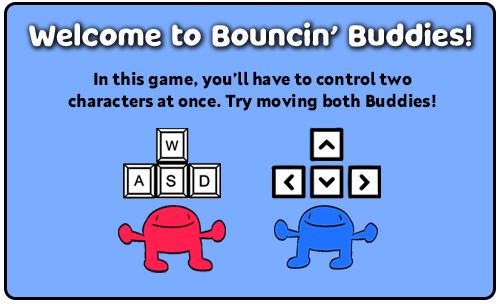 Welcome to Bouncin' Buddies!
In this game, you'll have to control two
characters at once. Try moving both Buddies!
W
A S D